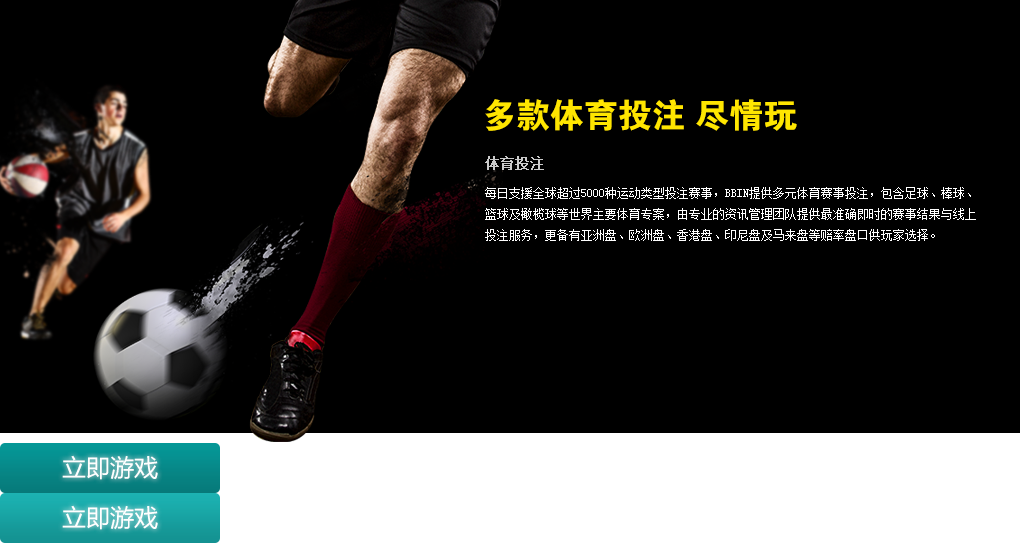 多款体育投注 尽情玩
体育投注
每日支援全球超过5000种运动类型投注赛事，BBIN提供多元体育赛事投注，包含足球、棒球、
篮球及橄榄球等世界主要体育专案，由专业的资讯管理团队提供最准确即时的赛事结果与线上
投注服务，更备有亚洲盘、欧洲盘、香港盘、印尼盘及马来盘等赔率盘口供玩家选择。
立即游戏
立即游戏